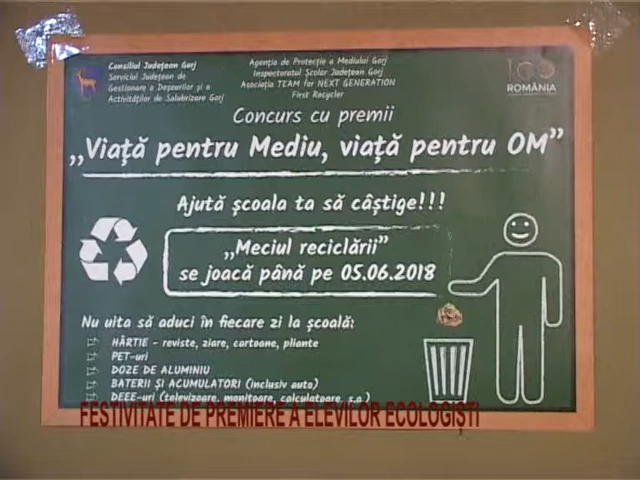 Consiliul Județean Gorj
Serviciul Județean de
Gestionare a Deșeurilor și a
Activităților de Salubrizare Gorj
Agenția de Protecție a Mediului Gorj
Inspectoratul Școlar Județean Gorj
Asociația TEAM for NEXT GENERATION
First Recycler
ROMÂNIA
Concurs cu premii
„Viață pentru Mediu, viață pentru OM”
Ajută școala ta să câștige!!!
„Meciul reciclării”
se joacă până pe 05.06.2018
Nu uita să aduci în fiecare zi la școală:
HÂRTIE - reviste, ziare, cartoane, pliante
PET-uri
DOZE DE ALUMINIU
BATERII ȘI ACUMULATORI (inclusiv auto)
DEEE-uri (televizoare, monitoare, calculatoare, ș.a.)
FESTIVITATE DE PREMIERE A ELEVILOR ECOLOGIȘTI